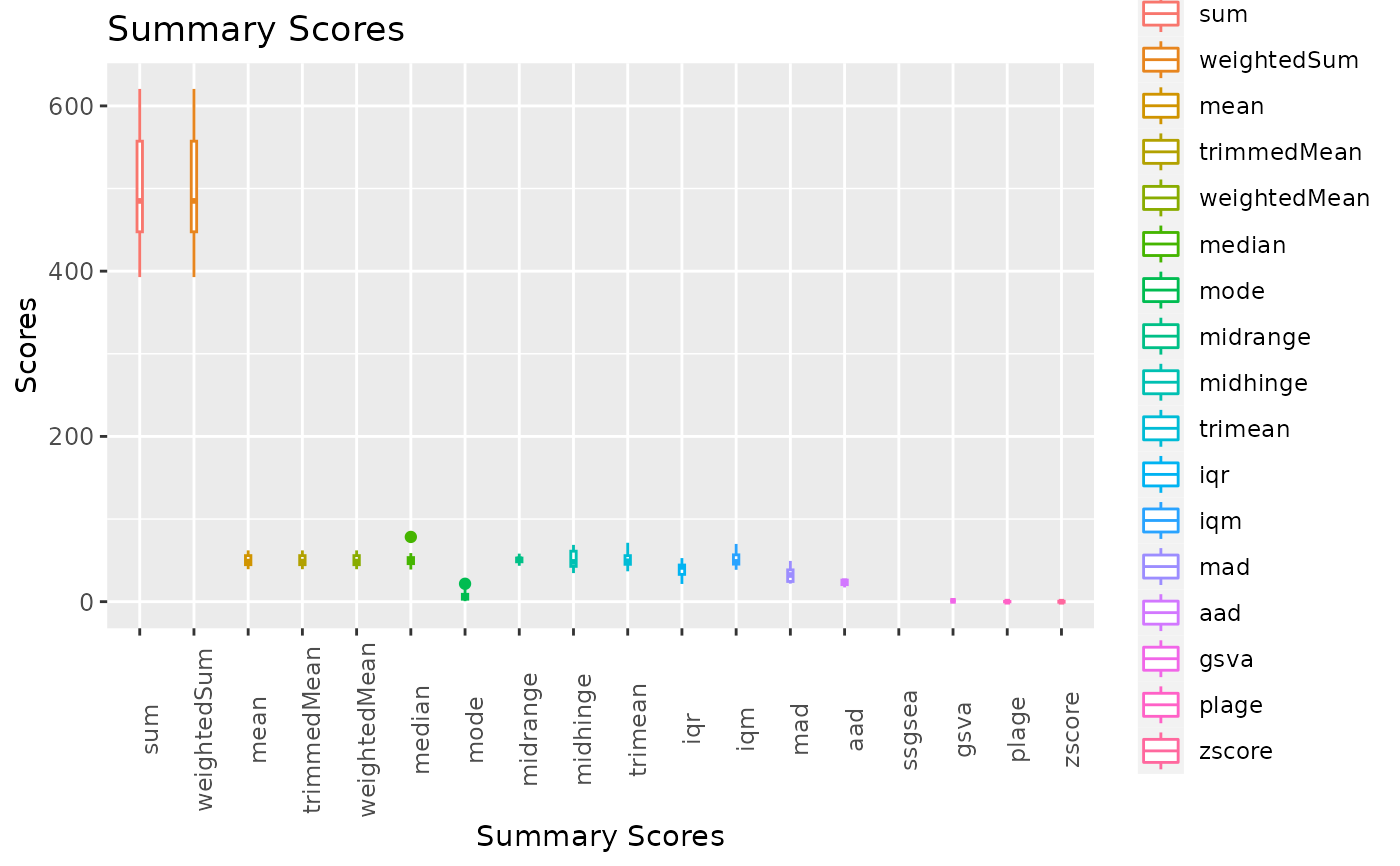 Summary Scores
600
400
200
0
Scores
sum
weightedSum
mean
trimmedMean
weightedMean
median
mode
midrange
midhinge
trimean
iqr
iqm
mad
aad
ssgsea
gsva
plage
zscore
Summary Scores
sum
weightedSum
mean
trimmedMean
weightedMean
median
mode
midrange
midhinge
trimean
iqr
iqm
mad
aad
gsva
plage
zscore